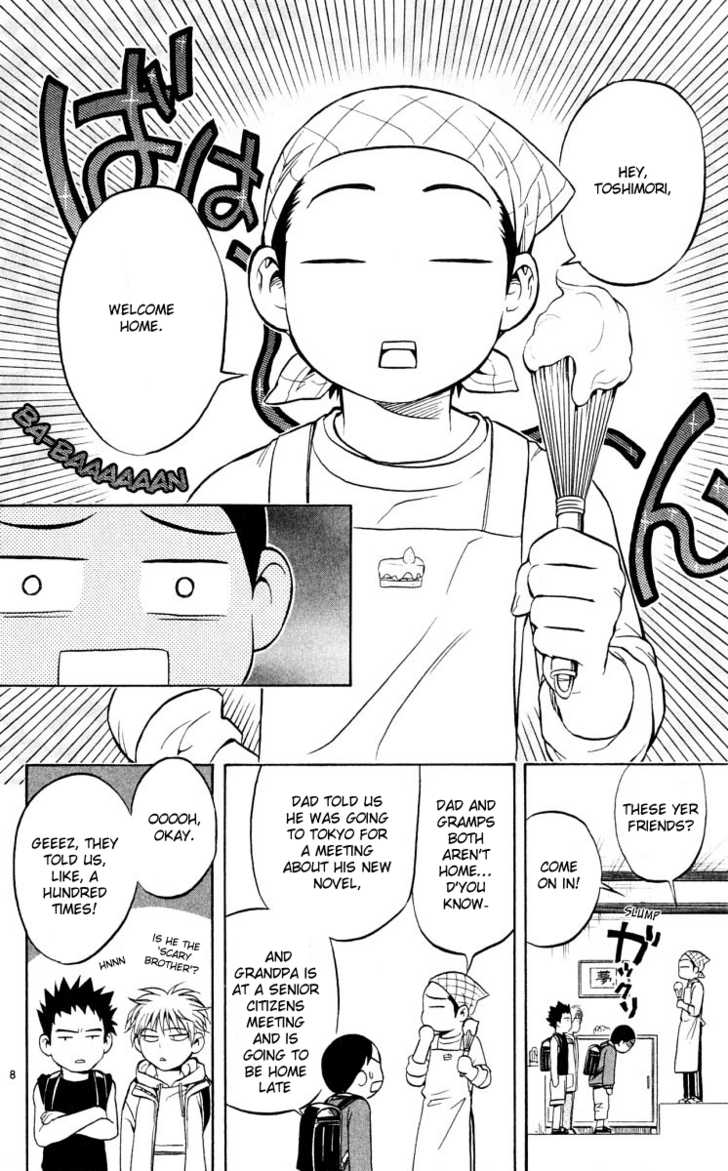 HEY,
TOSHIMORI,
WELCOME
HOME.
ばばーん
BA-BAAAAAAN
THESE YER
FRIENDS?
COME
ON IN!
SLUMP
ガックリ
夢
DAD AND
GRAMPS
BOTH
AREN'T
HOME...
D'YOU
KNOW-
DAD TOLD US
HE WAS GOING
TO TOKYO FOR
A MEETING
ABOUT HIS NEW
NOVEL,
AND
GRANDPA IS
AT A SENIOR
CITIZENS
MEETING
AND IS
GOING TO
BE HOME
LATE
OOOOH,
OKAY.
GEEEZ, THEY
TOLD US,
LIKE, A
HUNDRED
TIMES!
IS HE THE
'SCARY
BROTHER'?
HNNN
8